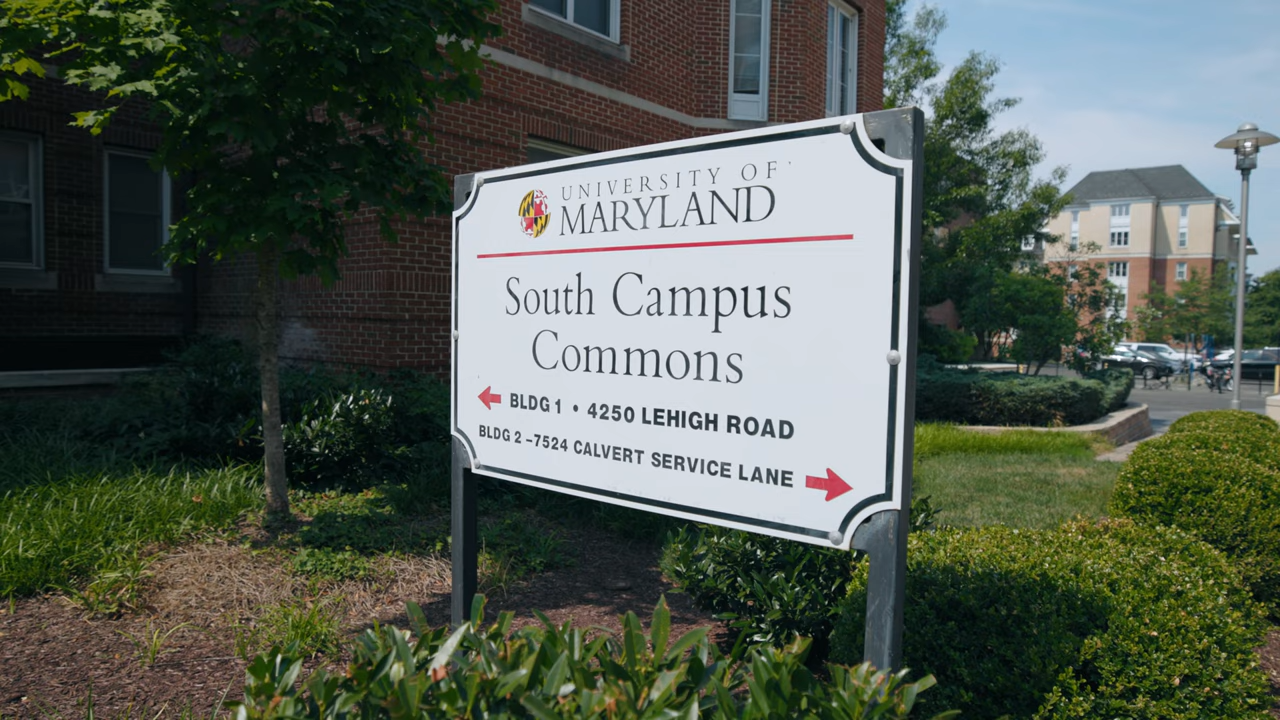 UNIVERSITY OF
MARYLAND
South Campus
Commons
BLDG 1 • 4250 LEHIGH ROAD
BLDG 2 – 7524 CALVERT SERVICE LANE